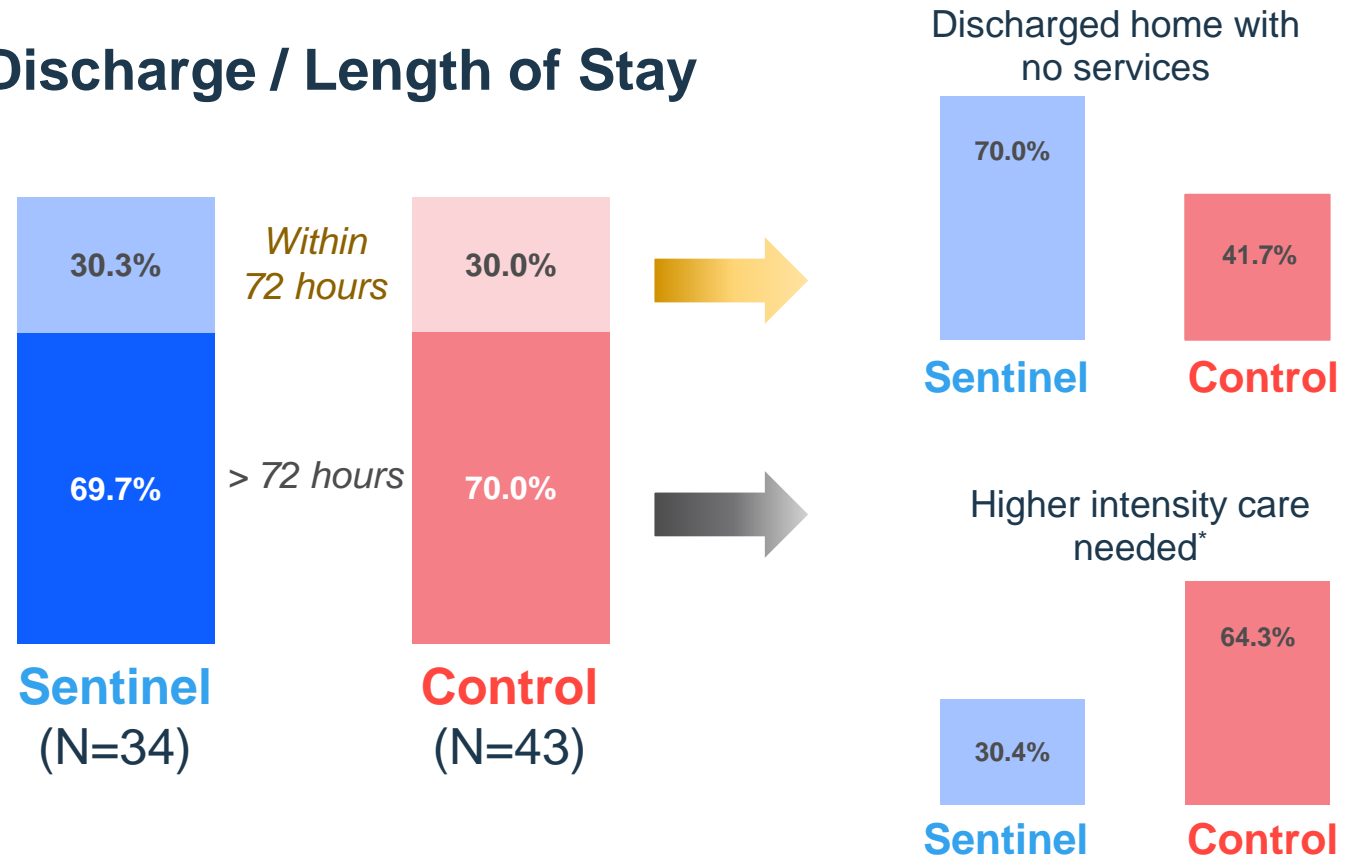 Discharge / Length of Stay
30.3%
Within
72 hours
30.0%
69.7%
> 72 hours
70.0%
Sentinel
(N=34)
Control
(N=43)
Discharged home with
no services
70.0%
41.7%
Sentinel
Control
Higher intensity care
needed*
64.3%
30.4%
Sentinel
Control